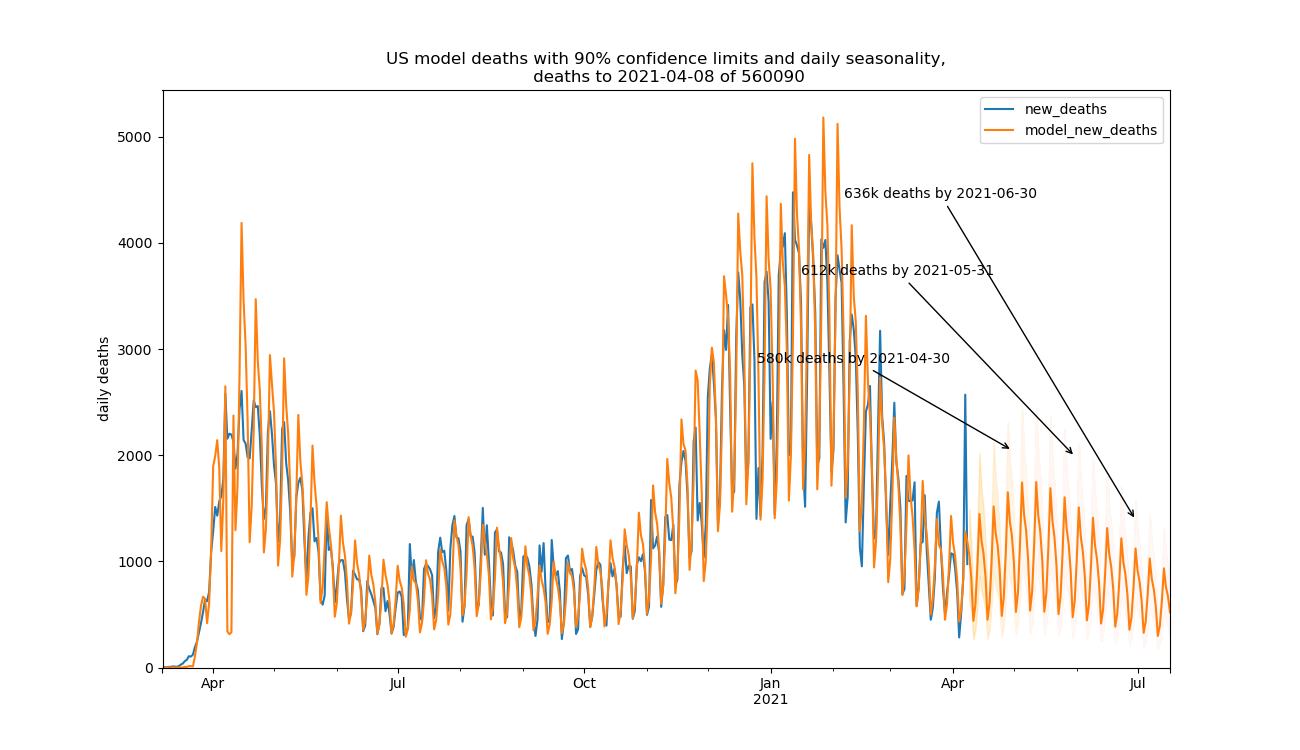 US model deaths with 90% confidence limits and daily seasonality,
deaths to 2021-04-08 of 560090
new_deaths
model_new_deaths
daily deaths
5000
4000
3000
2000
1000
0
636k deaths by 2021-06-30
612k deaths by 2021-05-31
580k deaths by 2021-04-30
Apr
Jul
Oct
Jan
2021
Apr
Jul